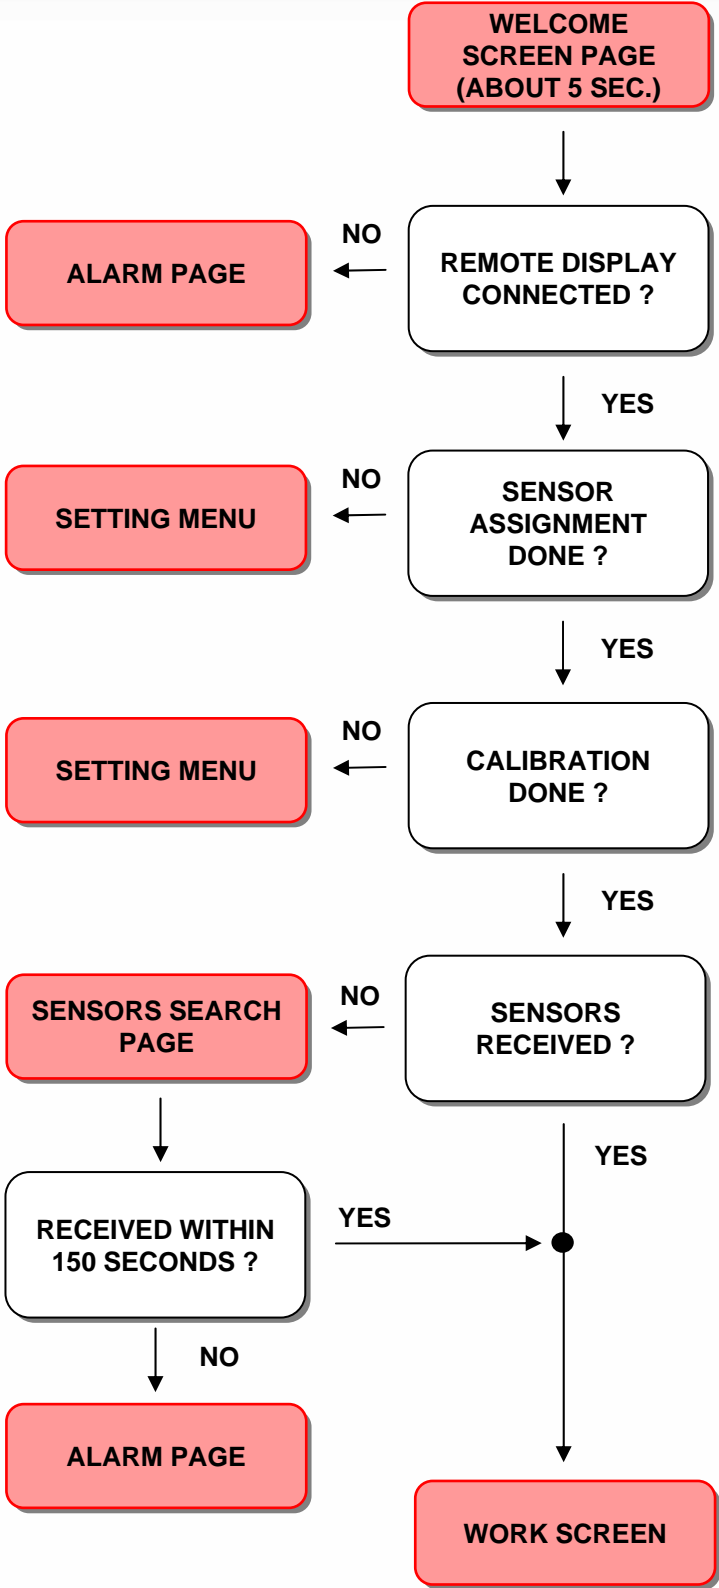 WELCOME
SCREEN PAGE
(ABOUT 5 SEC.)
NO
ALARM PAGE
REMOTE DISPLAY
CONNECTED ?
YES
NO
SETTING MENU
SENSOR
ASSIGNMENT
DONE ?
YES
NO
SETTING MENU
CALIBRATION
DONE ?
YES
NO
SENSORS SEARCH
PAGE
SENSORS
RECEIVED ?
YES
RECEIVED WITHIN
150 SECONDS ?
YES
NO
ALARM PAGE
WORK SCREEN